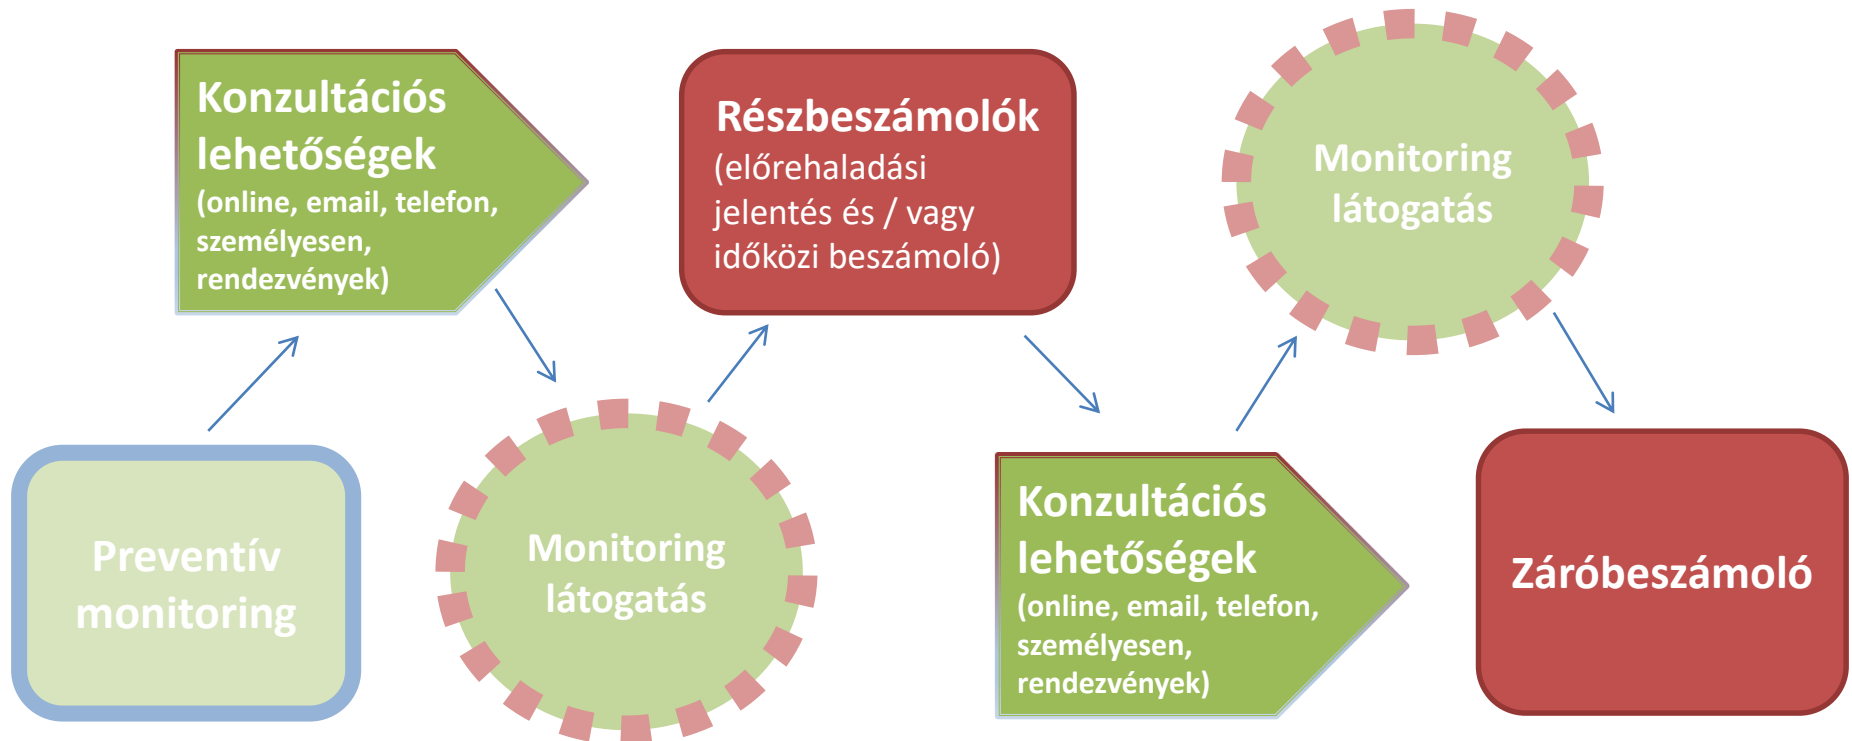 Preventív
monitoring
Konzultációs
lehetőségek
(online, email, telefon,
személyesen,
rendezvények)
Monitoring
látogatás
Részbeszámolók
(előrehaladási
jelentés és / vagy
időközi beszámoló)
Konzultációs
lehetőségek
(online, email, telefon,
személyesen,
rendezvények)
Monitoring
látogatás
Záróbeszámoló